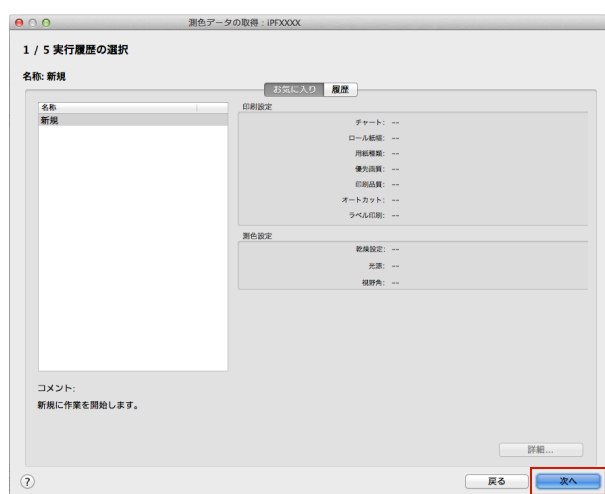 測色データの取得：iPFXXXX
1 / 5 実行履歴の選択
名称: 新規
お気に入り 履歴
名称
新規
印刷設定
チャート: --
ロール紙幅: --
用紙種類: --
優先画質: --
印刷品質: --
オートカット: --
ラベル印刷: --
測色設定
乾燥設定: --
光源: --
視野角: --
コメント:
新規に作業を開始します。
詳細...
? 戻る 次へ